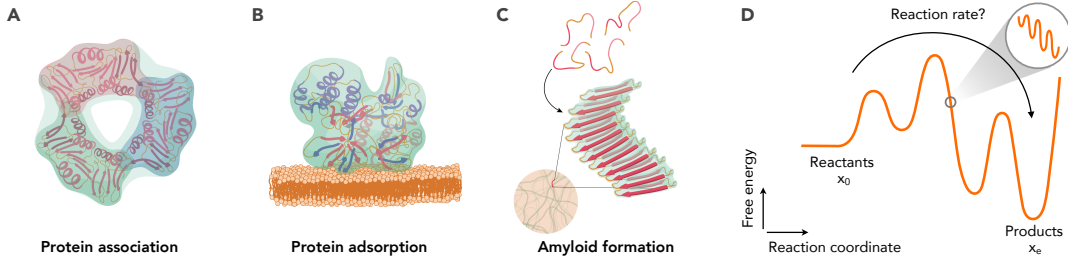 A
Protein association
B
Protein adsorption
C
Amyloid formation
D
Reaction rate?
Reactants
x₀
Free energy
Reaction coordinate
Products
xₑ